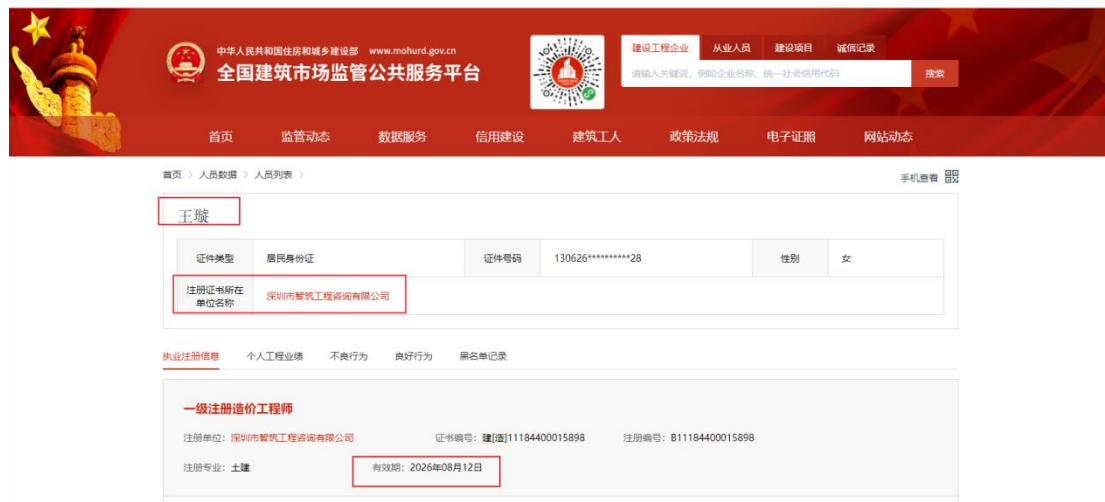 中华人民共和国住房和城乡建设部 www.mohurd.gov.cn
全国建筑市场监管公共服务平台
建设工程企业 从业人员 建设项目 诚信记录
请输入关键词，例如企业名称、统一社会信用代码 搜索
首页 监管动态 数据服务 信用建设 建筑工人 政策法规 电子证照 网站动态
首页 > 人员数据 > 人员列表 >
手机查看
王璇
证件类型 居民身份证 证件号码 130626**********28 性别 女
注册证书所在
单位名称
深圳市智筑工程咨询有限公司
执业注册信息 个人工程业绩 不良行为 良好行为 黑名单记录
一级注册造价工程师
注册单位：深圳市智筑工程咨询有限公司 证书编号：建[造]11184400015898 注册编号：B11184400015898
注册专业：土建 有效期：2026年08月12日